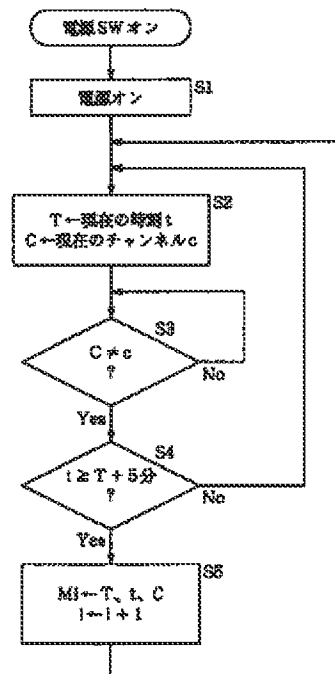 電源SWオン
電源オン
S1
S2
T←現在の時刻t
C←現在のチャンネルc
S3
C≠c
?
No
Yes
S4
t≧T+5分
?
No
Yes
S5
Mi←T、t、C
i←i+1